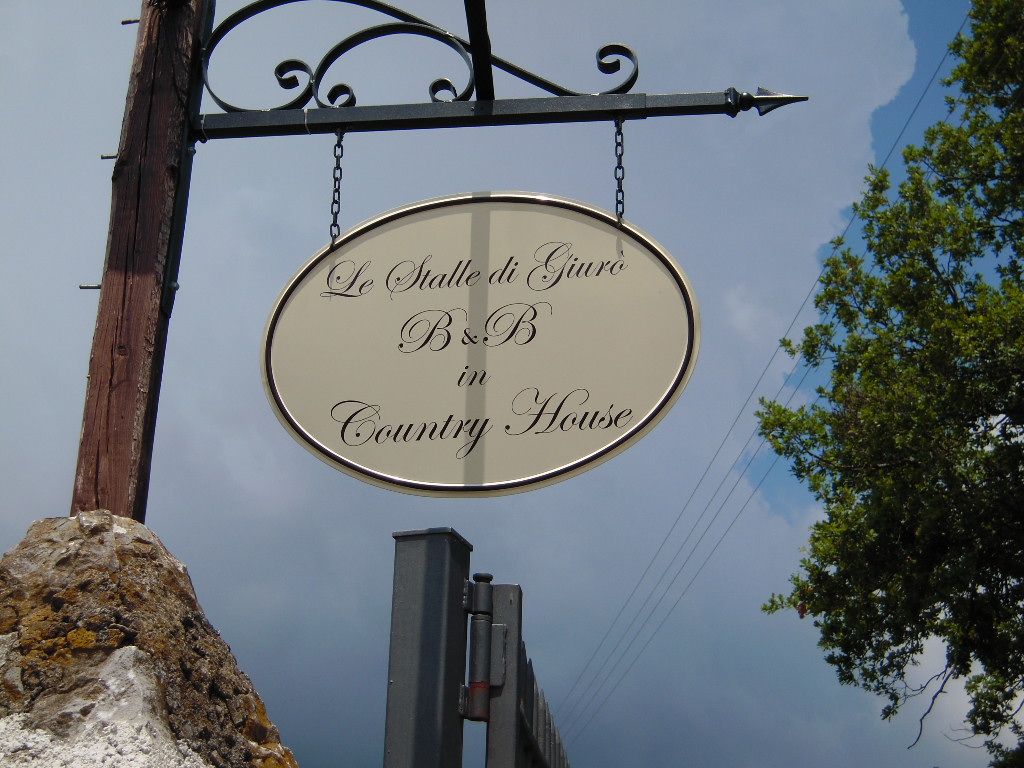 Le Stalle di Giurò
B & B
in
Country House